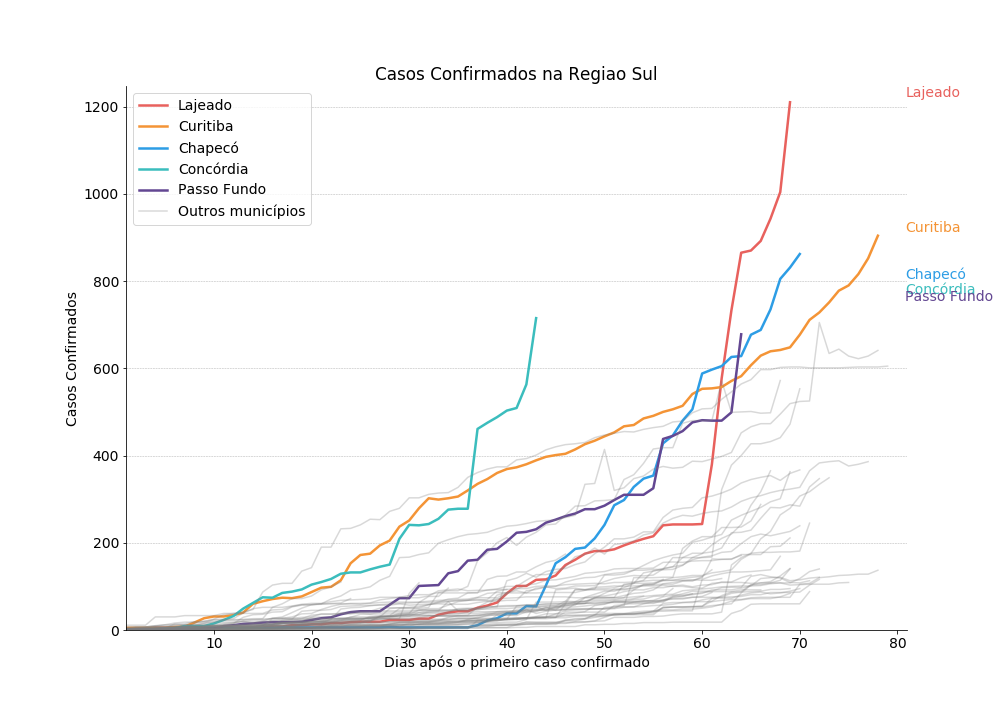 Casos Confirmados na Regiao Sul
Lajeado
Curitiba
Chapecó
Concórdia
Passo Fundo
Outros municípios
Lajeado
Curitiba
Chapecó
Concórdia
Passo Fundo
1200
1000
800
600
400
200
0
Casos Confirmados
10 20 30 40 50 60 70 80
Dias após o primeiro caso confirmado